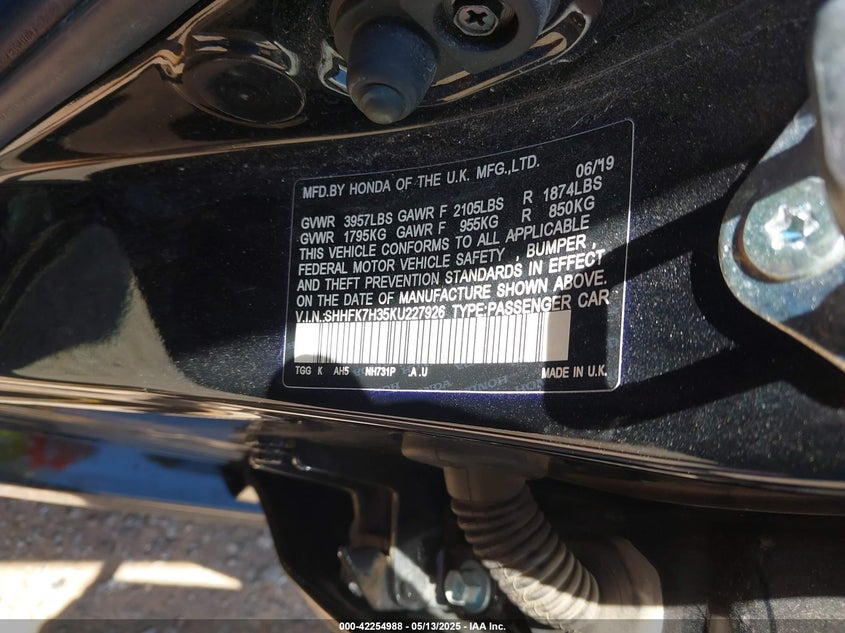 MFD.BY HONDA OF THE U.K. MFG.,LTD. 06/19
GVWR 3957LBS GAWR F 2105LBS R 1874LBS
GVWR 1795KG GAWR F 955KG R 850KG
THIS VEHICLE CONFORMS TO ALL APPLICABLE
FEDERAL MOTOR VEHICLE SAFETY , BUMPER ,
AND THEFT PREVENTION STANDARDS IN EFFECT
ON THE DATE OF MANUFACTURE SHOWN ABOVE.
V.I.N.:SHHFK7H35KU227926 TYPE:PASSENGER CAR
TGG K AH5 NH731P .A.U MADE IN U.K.
HONDA
000-42254988 — 05/13/2025 — IAA Inc.